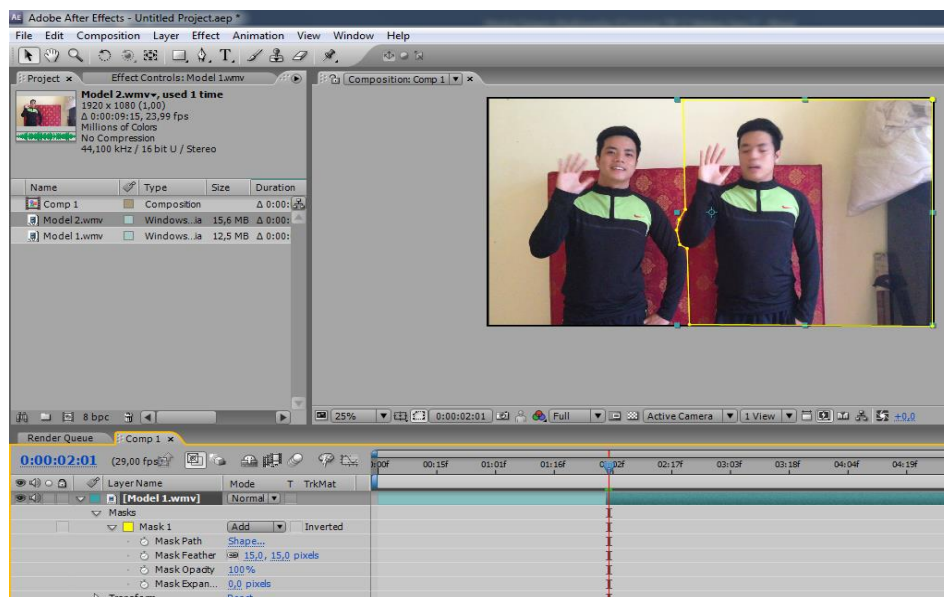 Adobe After Effects - Untitled Project.aep *
File Edit Composition Layer Effect Animation View Window Help
Project × Effect Controls: Model 1.wmv
Composition: Comp 1 ×
Model 2.wmv, used 1 time
1920 x 1080 (1,00)
Δ 0:00:09:15, 23,99 fps
Millions of Colors
No Compression
44,100 kHz / 16 bit U / Stereo
Name Type Size Duration
Comp 1 Composition Δ 0:00:
Model 2.wmv Windows...ia 15,6 MB Δ 0:00:
Model 1.wmv Windows...ia 12,5 MB Δ 0:00:
8 bpc
25% 0:00:02:01 Full Active Camera 1 View +0,0
Render Queue Comp 1 ×
0:00:02:01 (29,00 fps)
00:15f 01:01f 01:16f 02:17f 03:03f 03:18f 04:04f 04:19f
Layer Name Mode T TrkMat
[Model 1.wmv] Normal
Masks
Mask 1 Add Inverted
Mask Path Shape...
Mask Feather 15,0, 15,0 pixels
Mask Opacity 100%
Mask Expan... 0,0 pixels